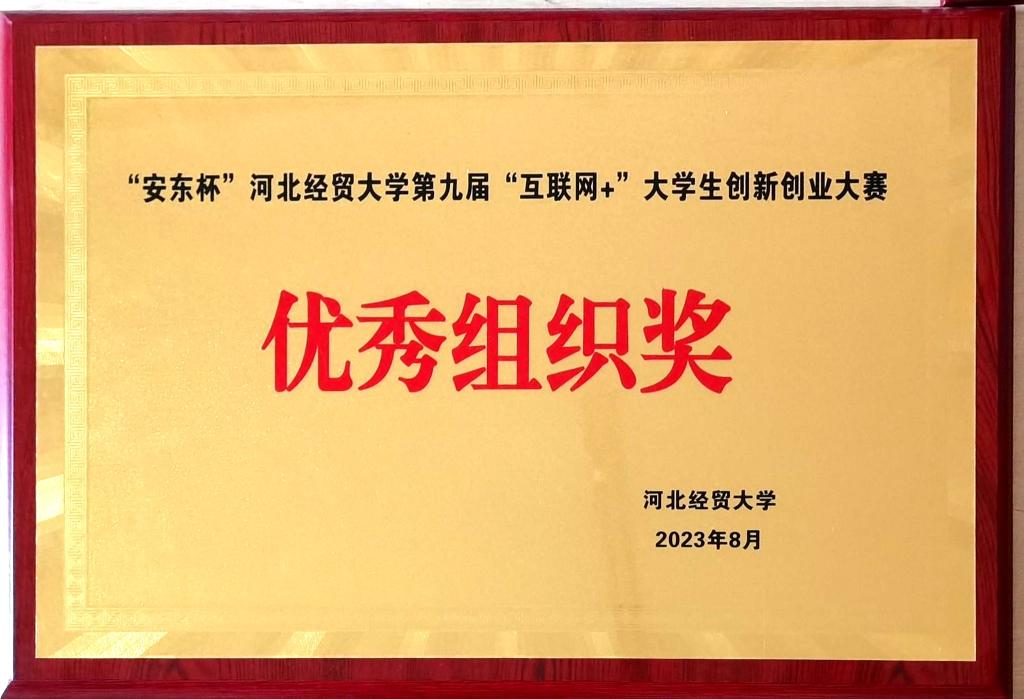 “安东杯”河北经贸大学第九届“互联网+”大学生创新创业大赛
优秀组织奖
河北经贸大学
2023年8月